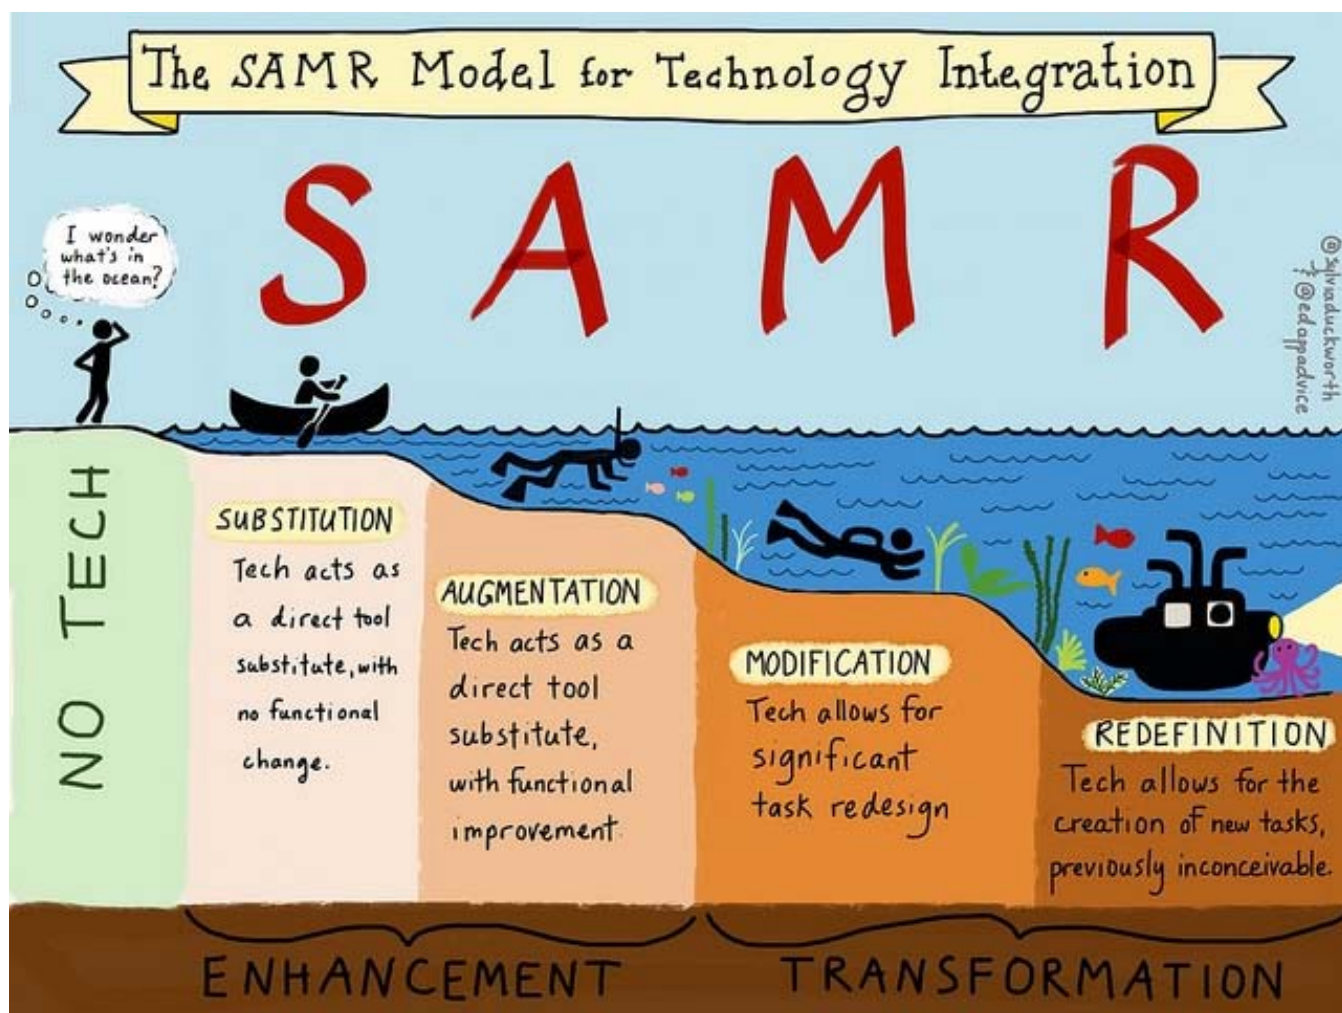 The SAMR Model for Technology Integration
S A M R
I wonder
what's in
the ocean?
@sylviaduckworth
@edappadvice
NO TECH
SUBSTITUTION
Tech acts as
a direct tool
substitute, with
no functional
change.
AUGMENTATION
Tech acts as a
direct tool
substitute,
with functional
improvement.
MODIFICATION
Tech allows for
significant
task redesign
REDEFINITION
Tech allows for the
creation of new tasks,
previously inconceivable.
ENHANCEMENT
TRANSFORMATION